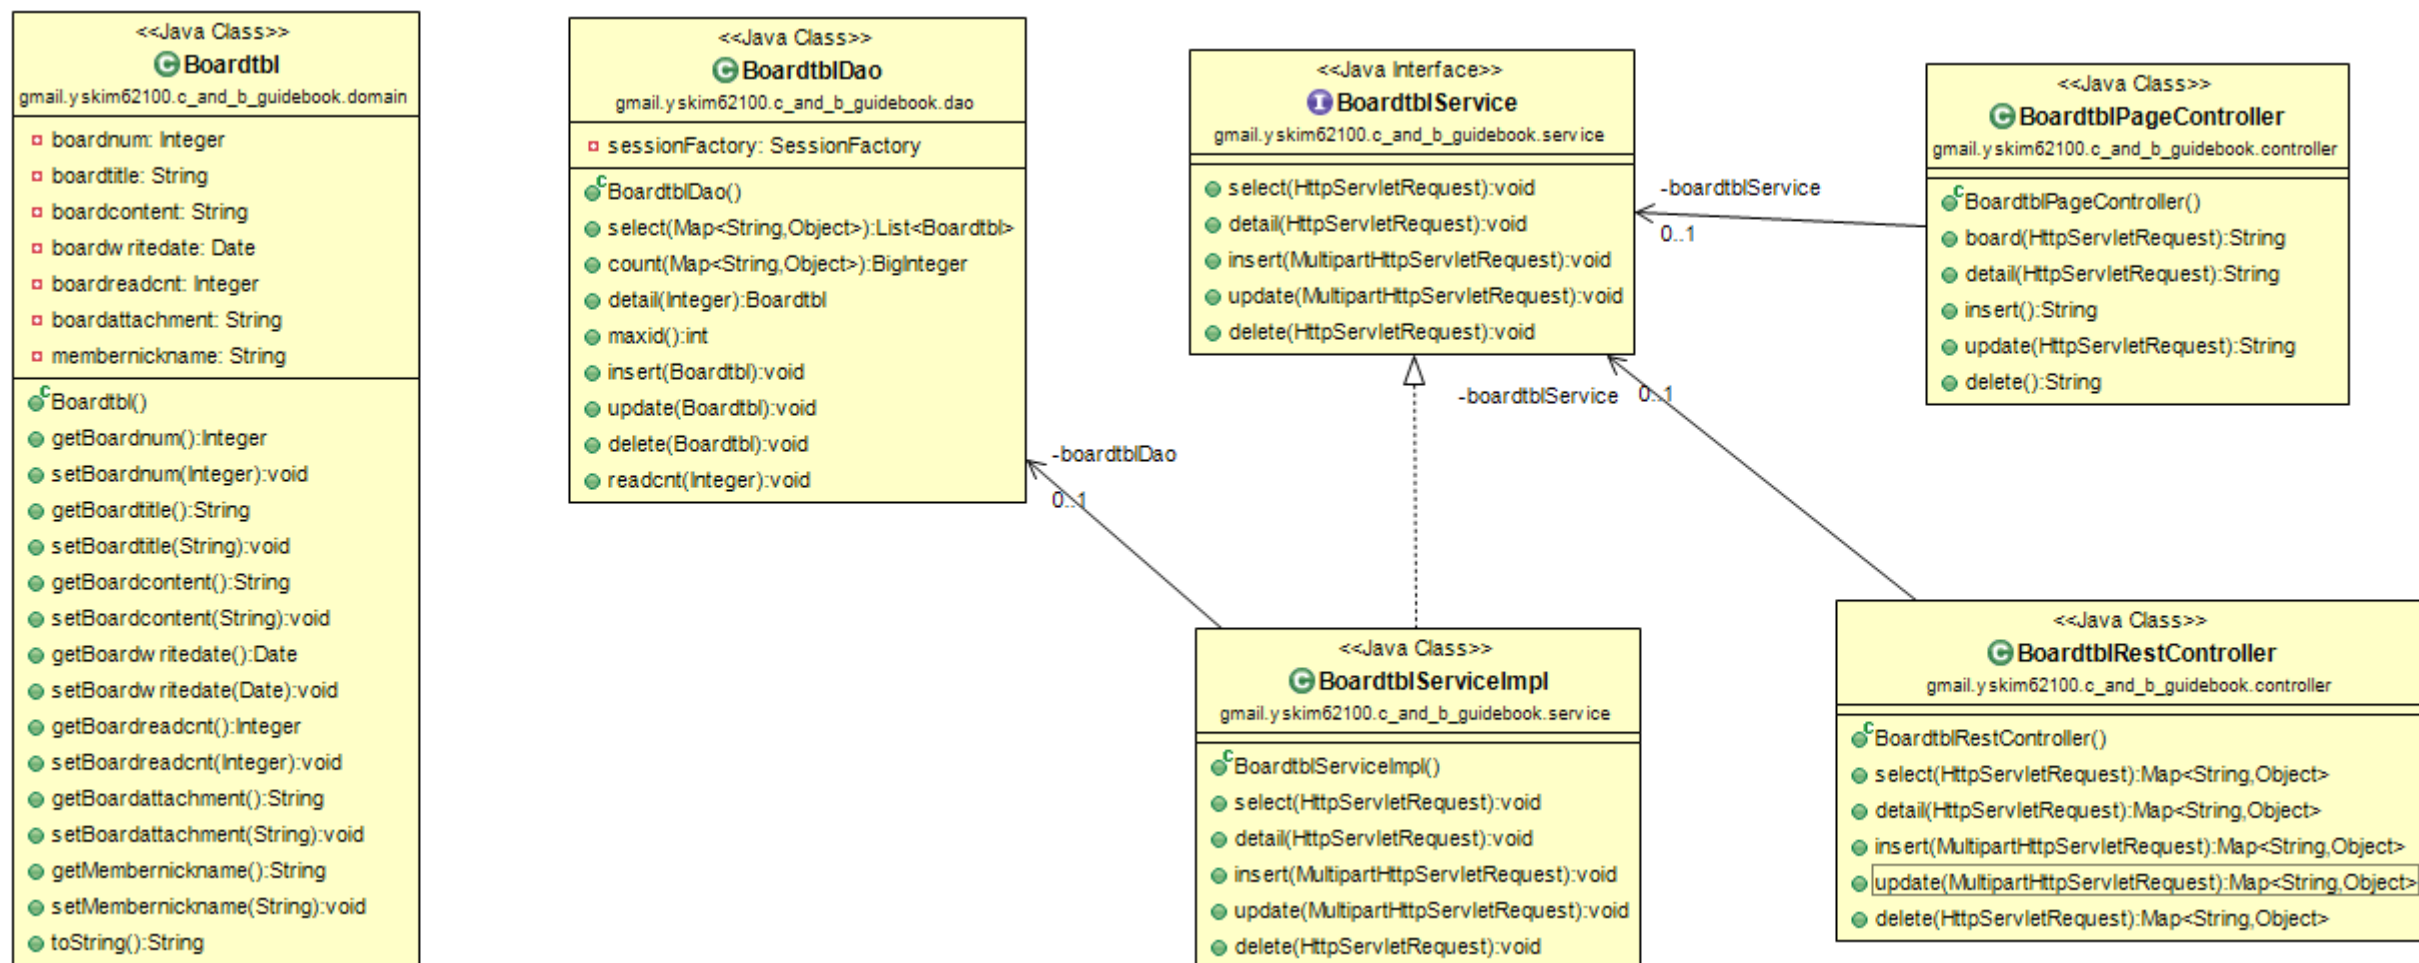 <<Java Class>>
Boardtbl
gmail.yskim62100.c_and_b_guidebook.domain
boardnum: Integer
boardtitle: String
boardcontent: String
boardwritedate: Date
boardreadcnt: Integer
boardattachment: String
membernickname: String
Boardtbl()
getBoardnum():Integer
setBoardnum(Integer):void
getBoardtitle():String
setBoardtitle(String):void
getBoardcontent():String
setBoardcontent(String):void
getBoardwritedate():Date
setBoardwritedate(Date):void
getBoardreadcnt():Integer
setBoardreadcnt(Integer):void
getBoardattachment():String
setBoardattachment(String):void
getMembernickname():String
setMembernickname(String):void
toString():String
<<Java Class>>
BoardtblDao
gmail.yskim62100.c_and_b_guidebook.dao
sessionFactory: SessionFactory
BoardtblDao()
select(Map<String,Object>):List<Boardtbl>
count(Map<String,Object>):BigInteger
detail(Integer):Boardtbl
maxid():int
insert(Boardtbl):void
update(Boardtbl):void
delete(Boardtbl):void
readcnt(Integer):void
-boardtblDao
0..1
<<Java Interface>>
BoardtblService
gmail.yskim62100.c_and_b_guidebook.service
select(HttpServletRequest):void
detail(HttpServletRequest):void
insert(MultipartHttpServletRequest):void
update(MultipartHttpServletRequest):void
delete(HttpServletRequest):void
-boardtblService
0..1
-boardtblService
0..1
<<Java Class>>
BoardtblServiceImpl
gmail.yskim62100.c_and_b_guidebook.service
BoardtblServiceImpl()
select(HttpServletRequest):void
detail(HttpServletRequest):void
insert(MultipartHttpServletRequest):void
update(MultipartHttpServletRequest):void
delete(HttpServletRequest):void
<<Java Class>>
BoardtblPageController
gmail.yskim62100.c_and_b_guidebook.controller
BoardtblPageController()
board(HttpServletRequest):String
detail(HttpServletRequest):String
insert():String
update(HttpServletRequest):String
delete():String
<<Java Class>>
BoardtblRestController
gmail.yskim62100.c_and_b_guidebook.controller
BoardtblRestController()
select(HttpServletRequest):Map<String,Object>
detail(HttpServletRequest):Map<String,Object>
insert(MultipartHttpServletRequest):Map<String,Object>
update(MultipartHttpServletRequest):Map<String,Object>
delete(HttpServletRequest):Map<String,Object>